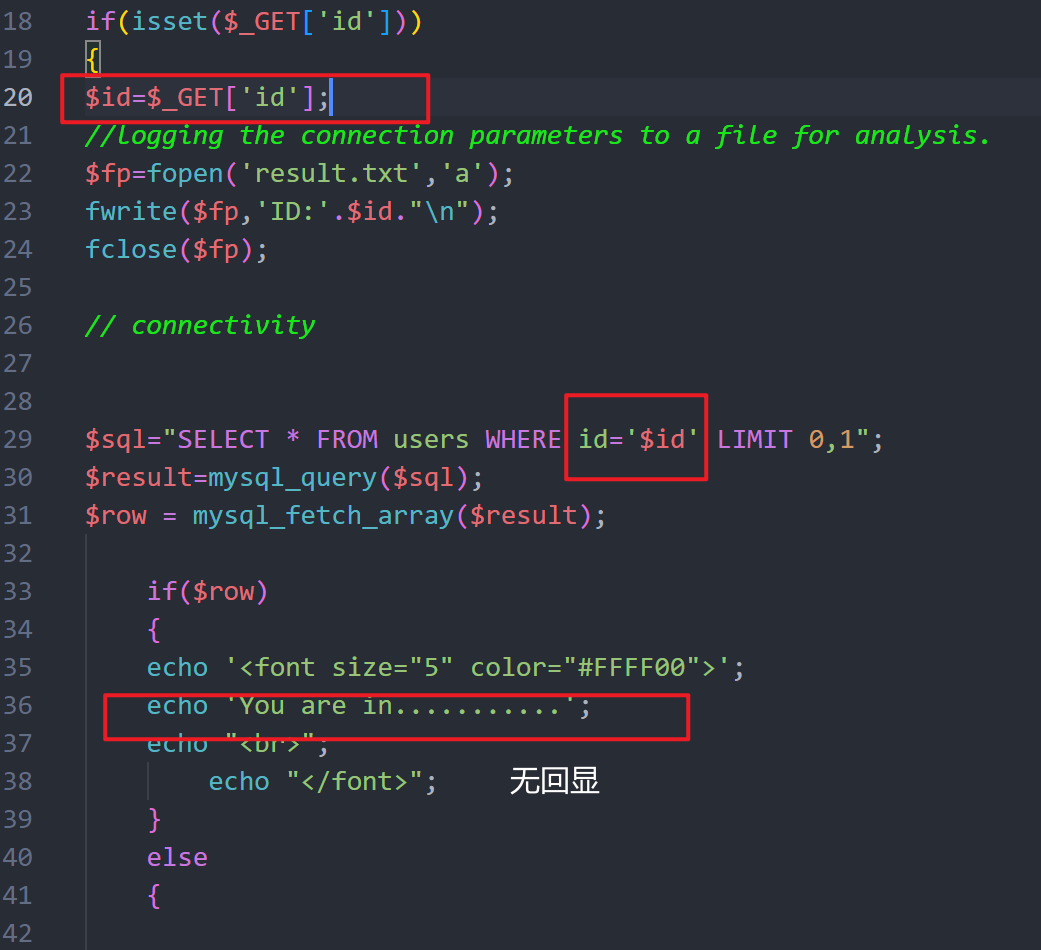 18 if(isset($_GET['id']))
19 {
20 $id=$_GET['id'];
21 //logging the connection parameters to a file for analysis.
22 $fp=fopen('result.txt','a');
23 fwrite($fp,'ID:'.$id."\n");
24 fclose($fp);
25
26 // connectivity
27
28
29 $sql="SELECT * FROM users WHERE id='$id' LIMIT 0,1";
30 $result=mysql_query($sql);
31 $row = mysql_fetch_array($result);
32
33 if($row)
34 {
35 echo '<font size="5" color="#FFFF00">';
36 echo 'You are in...........';
37 echo "<br>";
38 echo "</font>"; 无回显
39 }
40 else
41 {
42